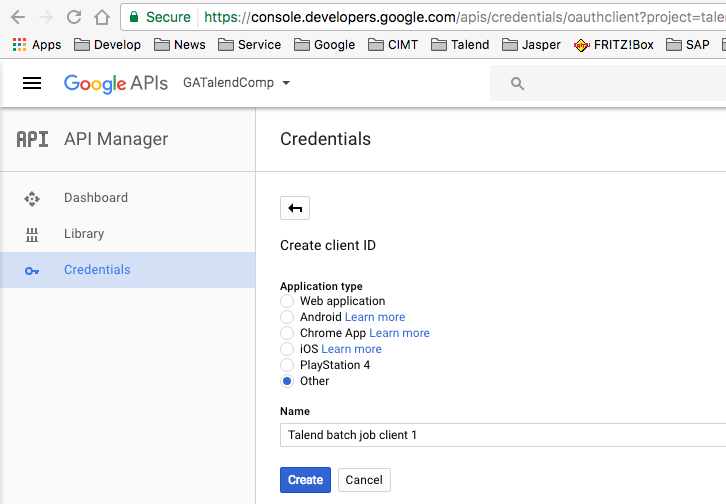 Secure https://console.developers.google.com/apis/credentials/oauthclient?project=tale
Apps Develop News Service Google CIMT Talend Jasper FRITZ!Box SAP
Google APIs GATalendComp
API API Manager Credentials
Dashboard
Library
Credentials
Create client ID
Application type
Web application
Android Learn more
Chrome App Learn more
iOS Learn more
PlayStation 4
Other
Name
Talend batch job client 1
Create Cancel